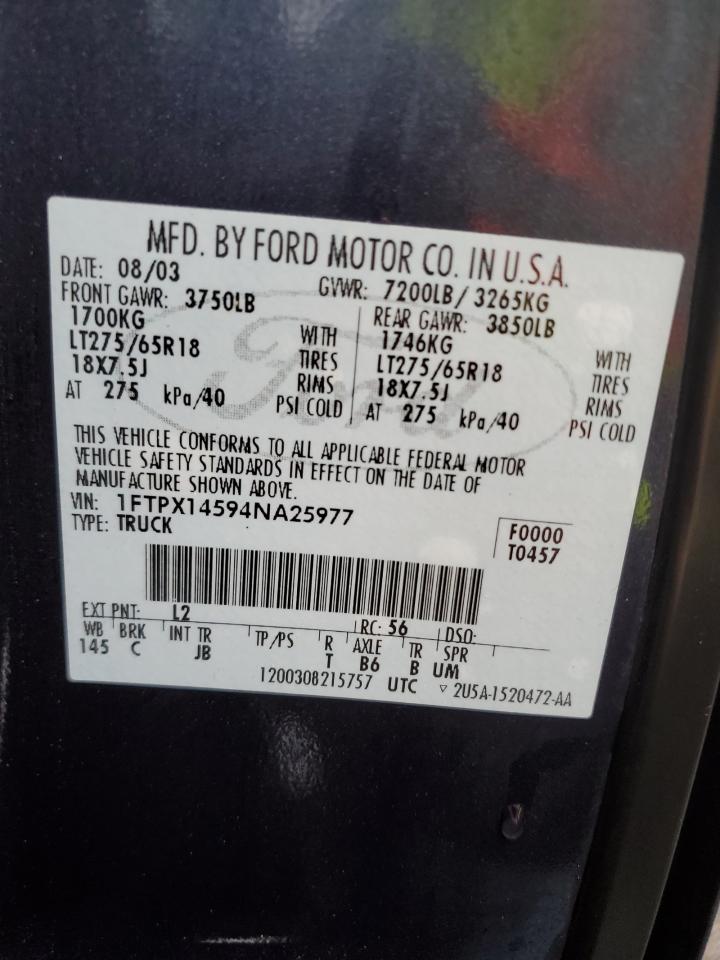 MFD. BY FORD MOTOR CO. IN U.S.A.
DATE: 08/03 GVWR: 7200LB/ 3265KG
FRONT GAWR: 3750LB REAR GAWR: 3850LB
1700KG WITH 1746KG WITH
LT275/65R18 TIRES LT275/65R18 TIRES
18X7.5J RIMS 18X7.5J RIMS
AT 275 kPa/40 PSI COLD AT 275 kPa/40 PSI COLD
Ford
THIS VEHICLE CONFORMS TO ALL APPLICABLE FEDERAL MOTOR
VEHICLE SAFETY STANDARDS IN EFFECT ON THE DATE OF
MANUFACTURE SHOWN ABOVE.
VIN: 1FTPX14594NA25977
TYPE: TRUCK
F0000
T0457
EXT PNT: L2 RC: 56 DSO:
WB BRK INT TR TP/PS R AXLE TR SPR
145 C JB T B6 B UM
1200308215757 UTC ▽ 2U5A-1520472-AA